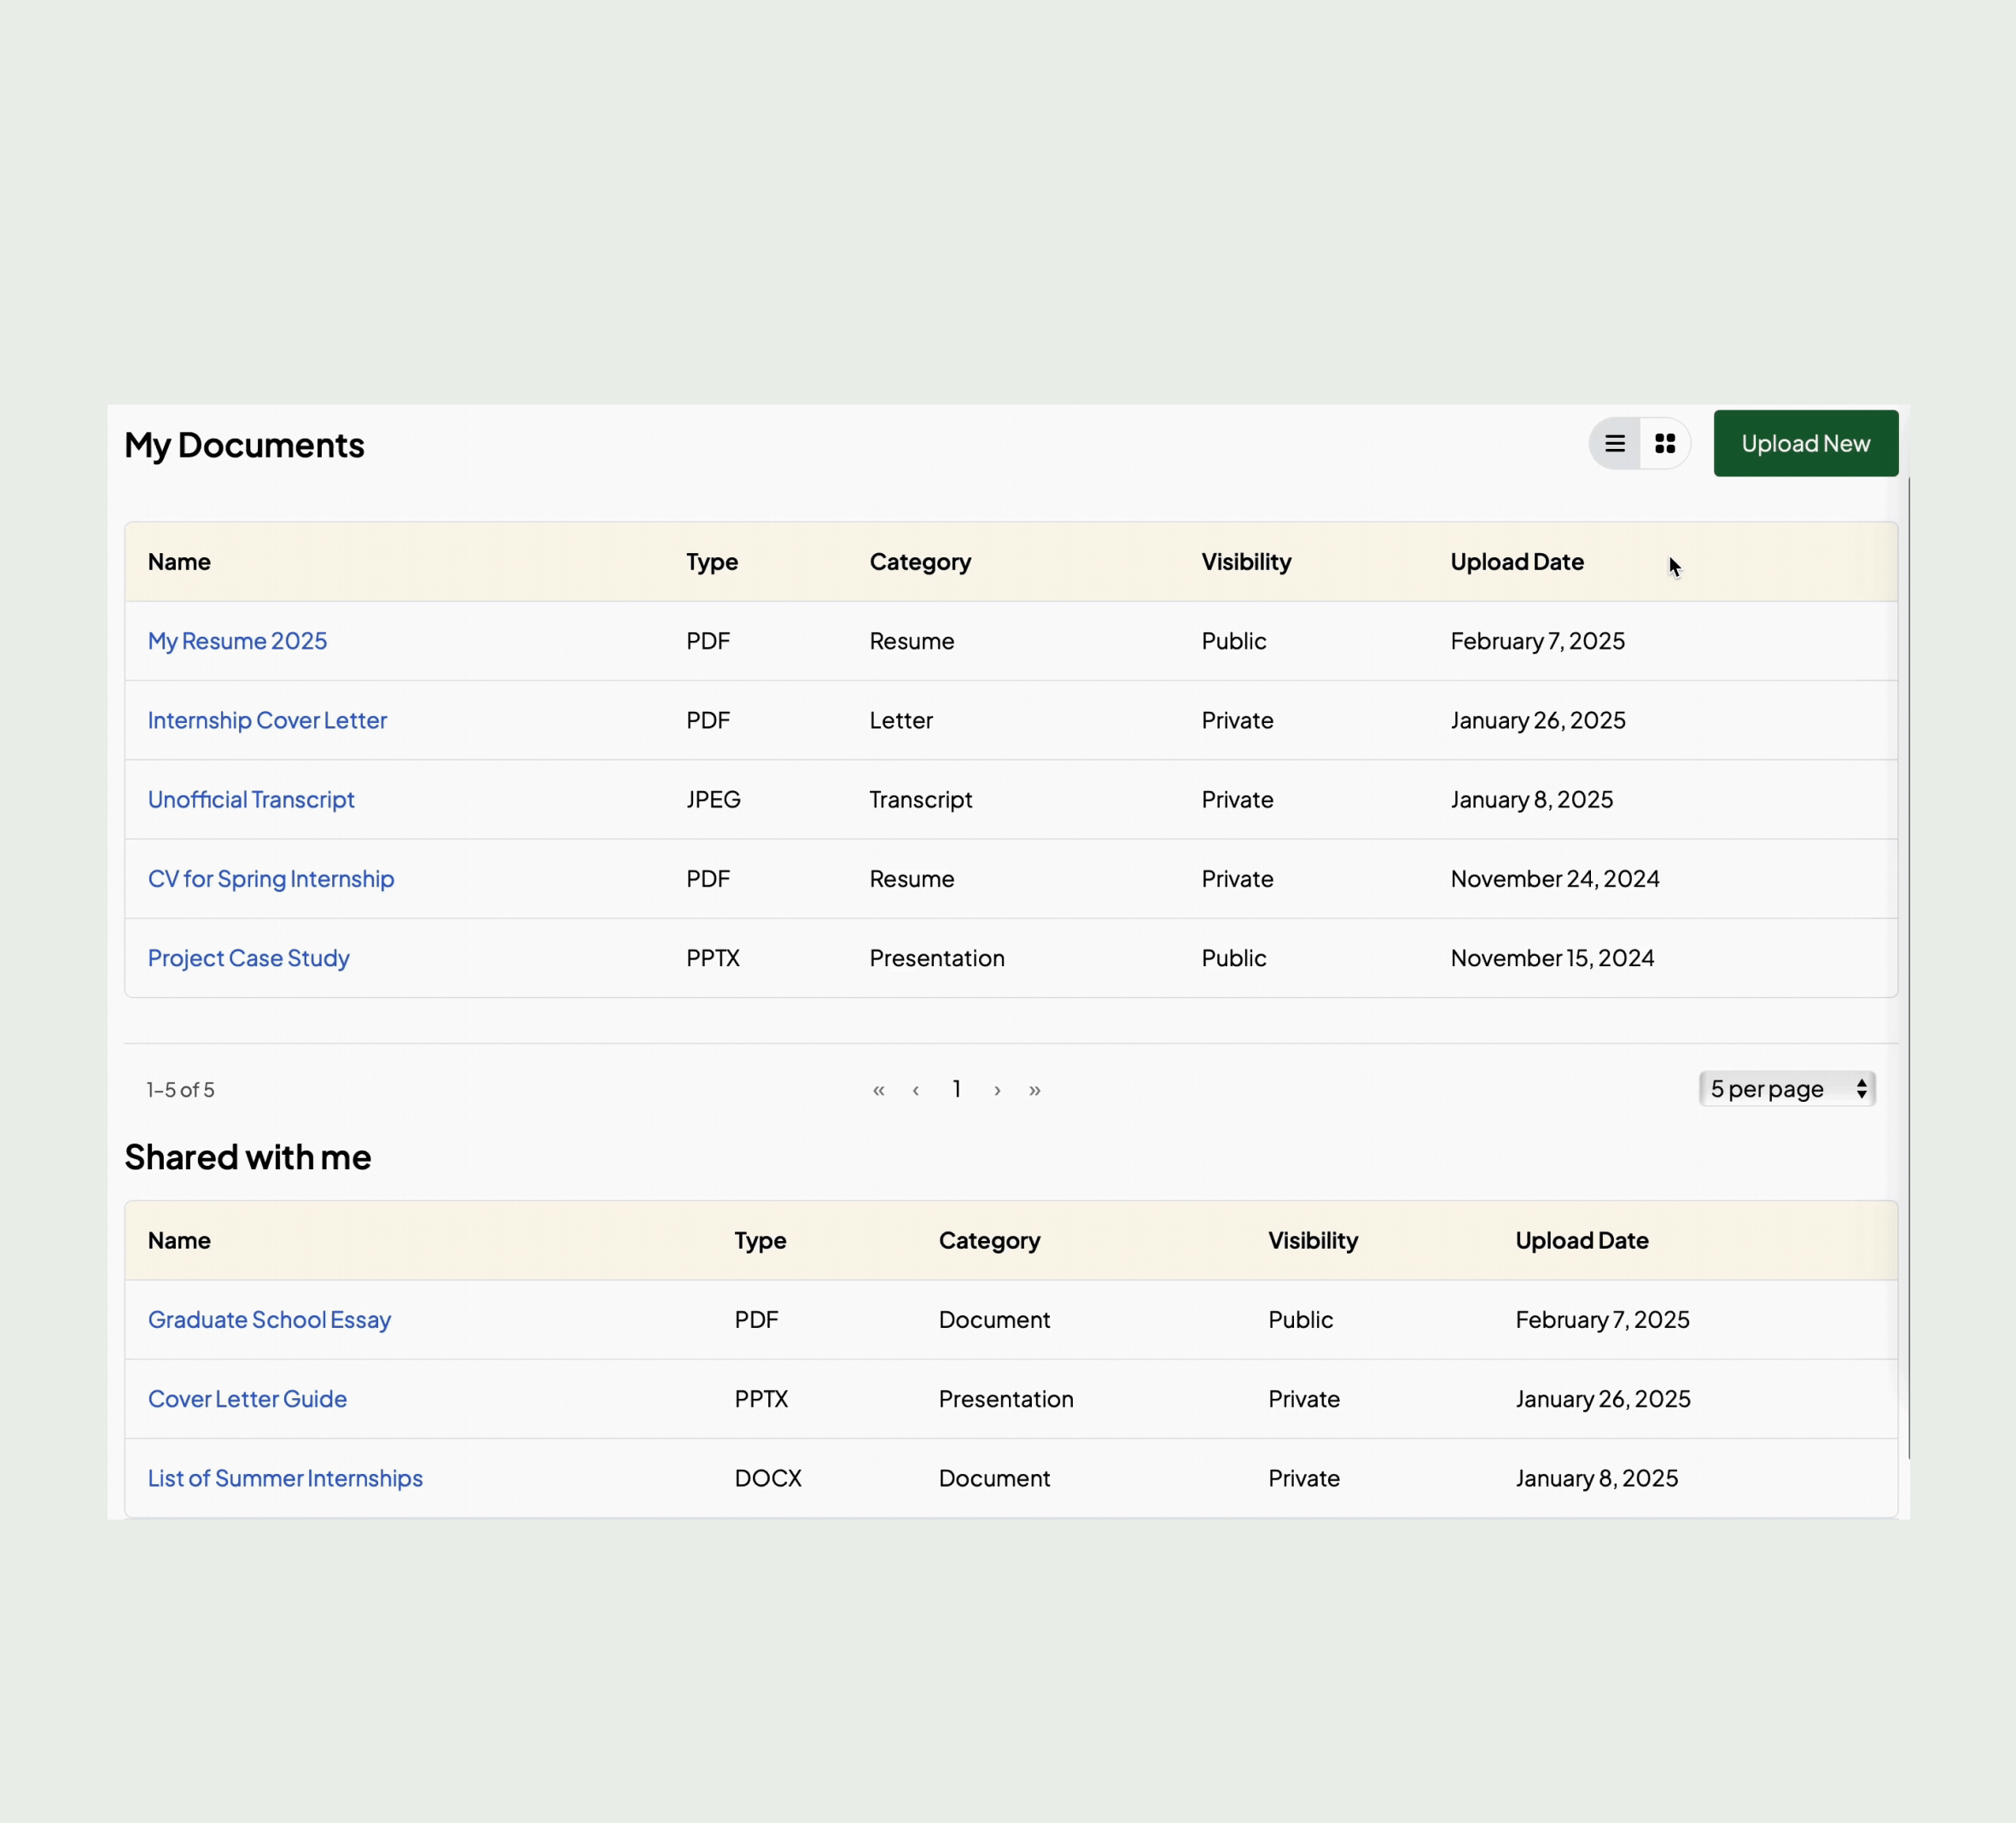 My Documents
Upload New
Name Type Category Visibility Upload Date
My Resume 2025 PDF Resume Public February 7, 2025
Internship Cover Letter PDF Letter Private January 26, 2025
Unofficial Transcript JPEG Transcript Private January 8, 2025
CV for Spring Internship PDF Resume Private November 24, 2024
Project Case Study PPTX Presentation Public November 15, 2024
1–5 of 5 « ‹ 1 › » 5 per page
Shared with me
Name Type Category Visibility Upload Date
Graduate School Essay PDF Document Public February 7, 2025
Cover Letter Guide PPTX Presentation Private January 26, 2025
List of Summer Internships DOCX Document Private January 8, 2025